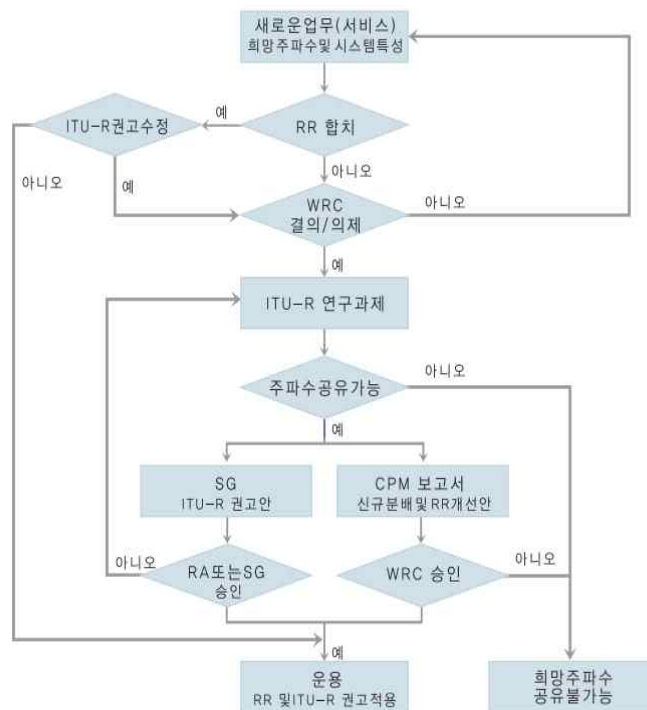 새로운업무(서비스)
희망주파수및시스템특성
예
ITU-R권고수정
RR 합치
아니오
아니오
예
WRC
결의/의제
아니오
예
ITU-R 연구과제
주파수공유가능
아니오
예
SG
ITU-R 권고안
CPM 보고서
신규분배및RR개선안
아니오
RA또는SG
승인
WRC 승인
아니오
예
운용
RR 및ITU-R 권고적용
희망주파수
공유불가능